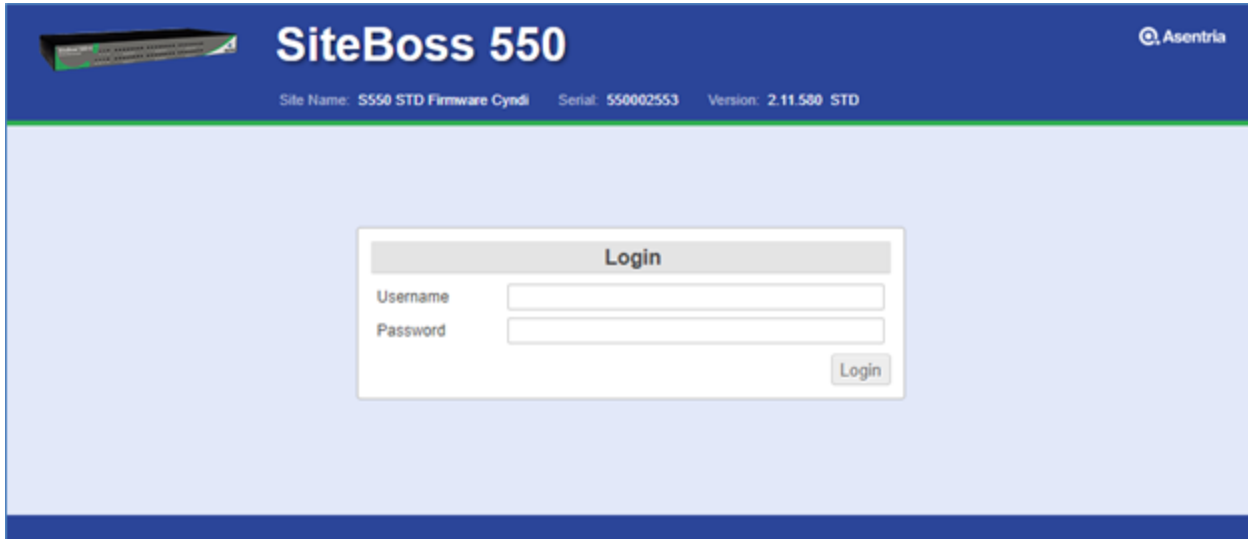 SiteBoss 550
Asentria
Site Name: S550 STD Firmware Cyndi Serial: 550002553 Version: 2.11.580 STD
Login
Username
Password
Login